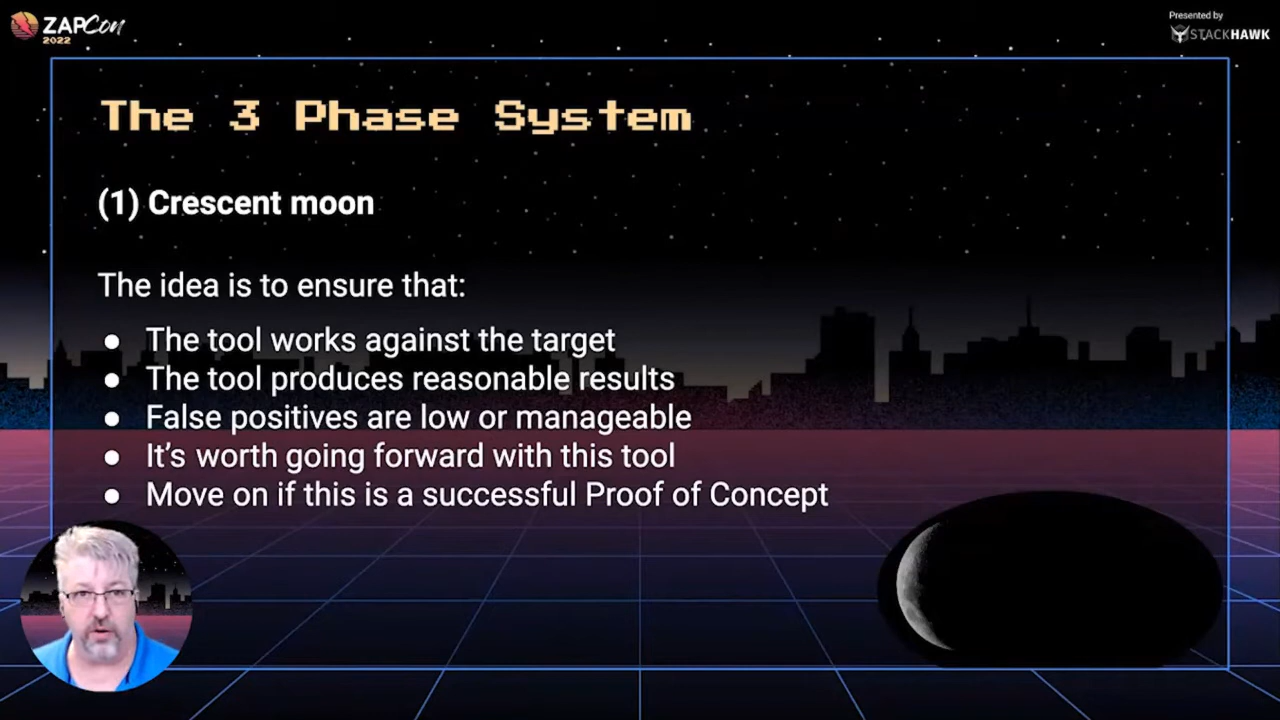 ZAPCon
2022
Presented by
STACKHAWK
The 3 Phase System
(1) Crescent moon
The idea is to ensure that:
● The tool works against the target
● The tool produces reasonable results
● False positives are low or manageable
● It's worth going forward with this tool
● Move on if this is a successful Proof of Concept